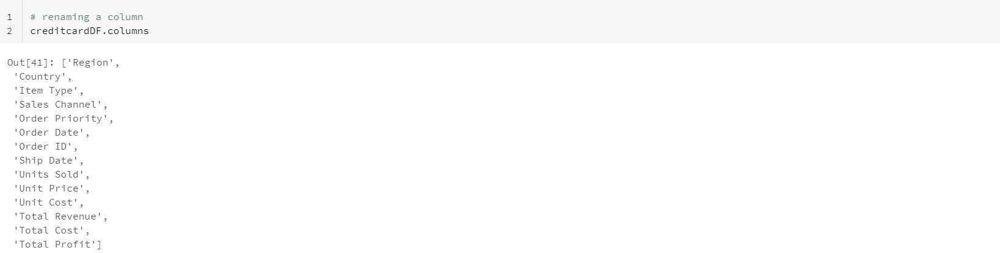 1 # renaming a column
2 creditcardDF.columns
Out[41]: ['Region',
'Country',
'Item Type',
'Sales Channel',
'Order Priority',
'Order Date',
'Order ID',
'Ship Date',
'Units Sold',
'Unit Price',
'Unit Cost',
'Total Revenue',
'Total Cost',
'Total Profit']